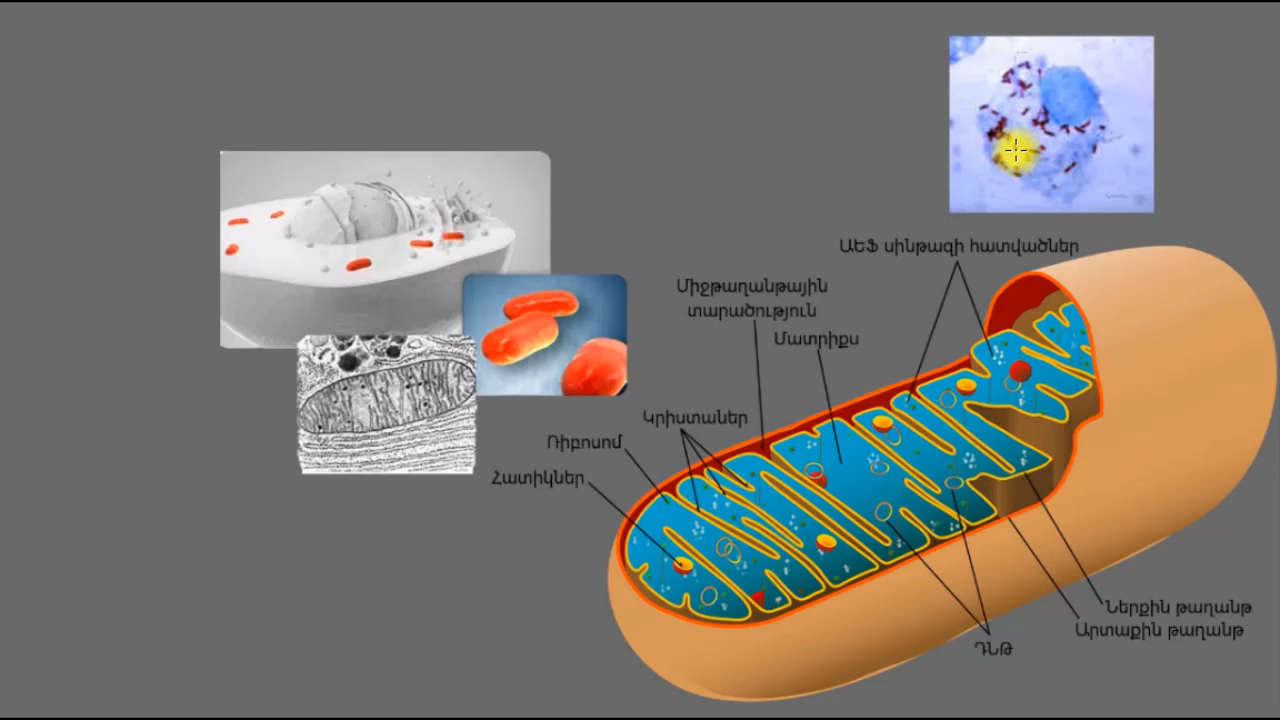 ԱԵՖ սինթազի հատվածներ
Միջթաղանթային
տարածություն
Մատրիքս
Կրիստաներ
Ռիբոսոմ
Հատիկներ
Ներքին թաղանթ
Արտաքին թաղանթ
ԴՆԹ